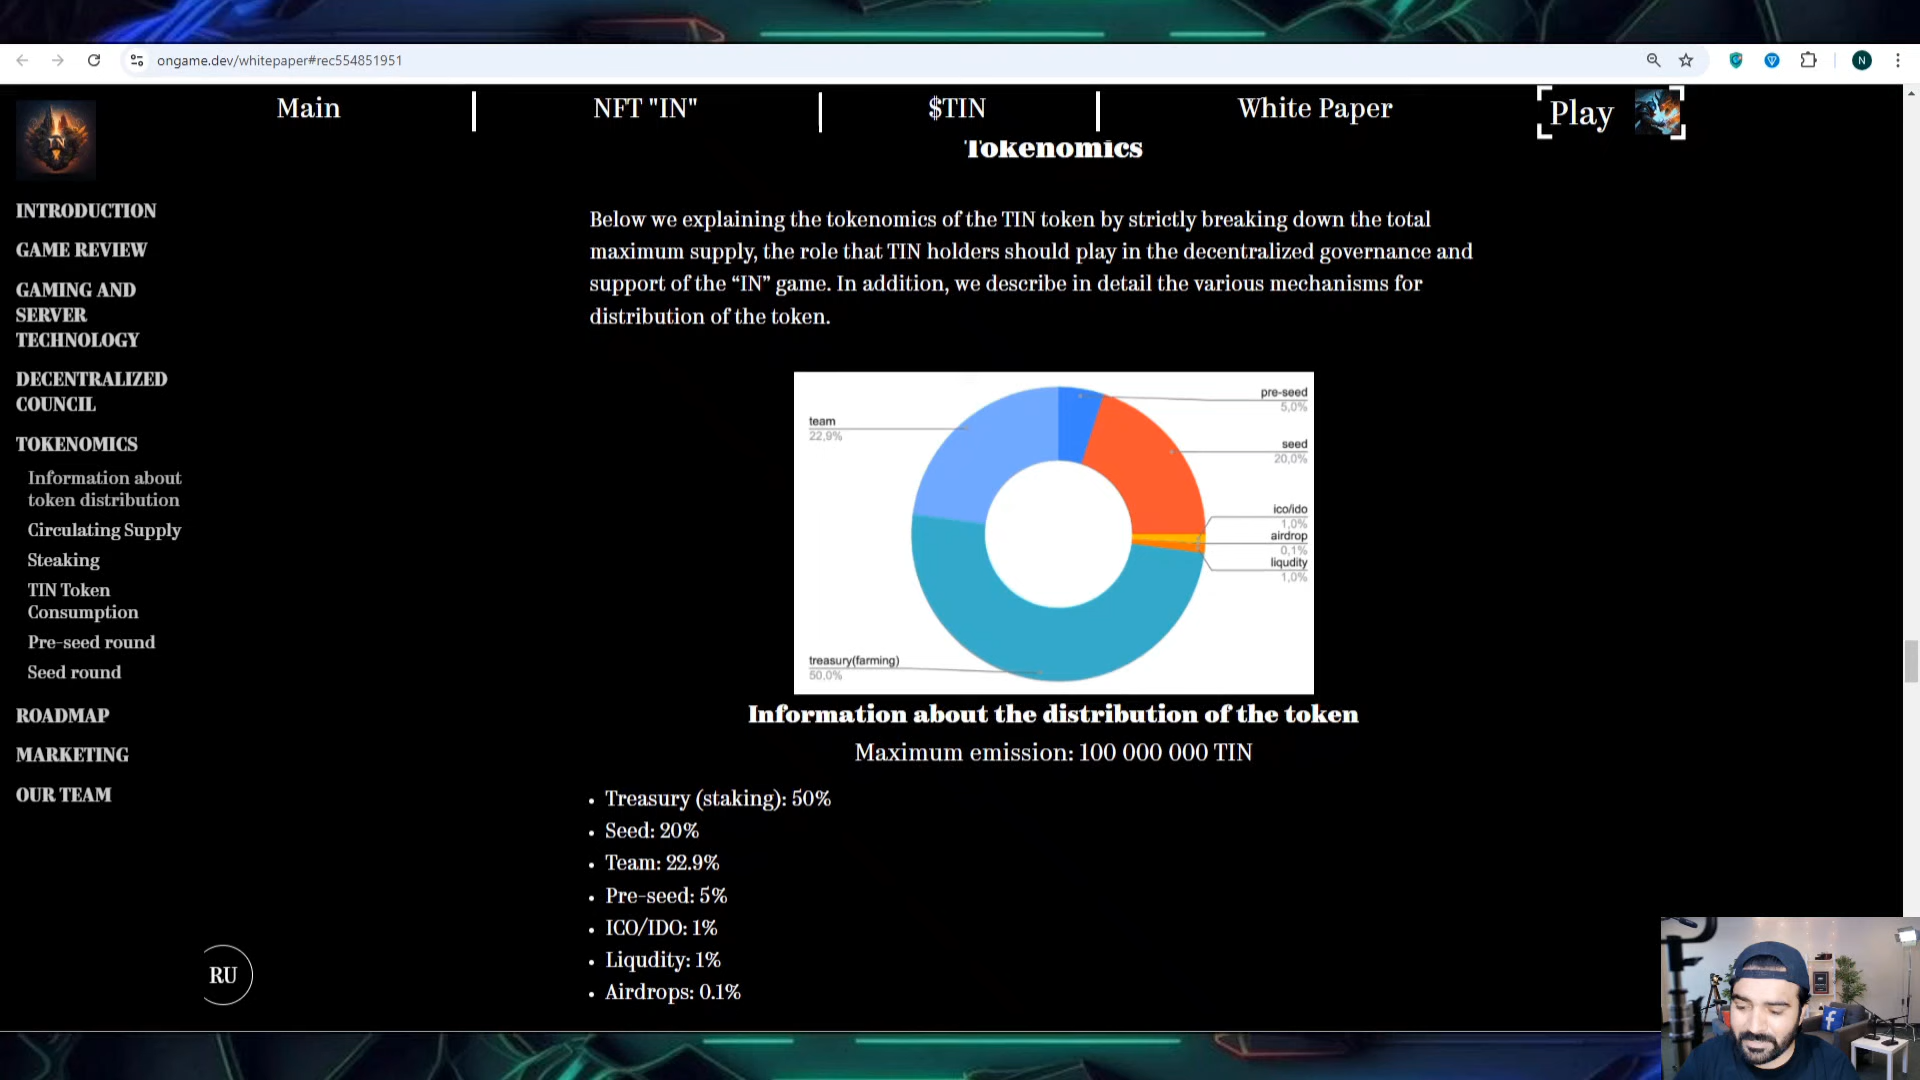 ongame.dev/whitepaper#rec554851951
N
Main
NFT "IN"
$TIN
White Paper
Play
IN
Tokenomics
INTRODUCTION
GAME REVIEW
GAMING AND
SERVER
TECHNOLOGY
DECENTRALIZED
COUNCIL
TOKENOMICS
Information about
token distribution
Circulating Supply
Steaking
TIN Token
Consumption
Pre-seed round
Seed round
ROADMAP
MARKETING
OUR TEAM
RU
Below we explaining the tokenomics of the TIN token by strictly breaking down the total
maximum supply, the role that TIN holders should play in the decentralized governance and
support of the “IN” game. In addition, we describe in detail the various mechanisms for
distribution of the token.
pre-seed
5,0%
team
22,9%
seed
20,0%
ico/ido
1,0%
airdrop
0,1%
liqudity
1,0%
treasury(farming)
50,0%
Information about the distribution of the token
Maximum emission: 100 000 000 TIN
• Treasury (staking): 50%
• Seed: 20%
• Team: 22.9%
• Pre-seed: 5%
• ICO/IDO: 1%
• Liqudity: 1%
• Airdrops: 0.1%